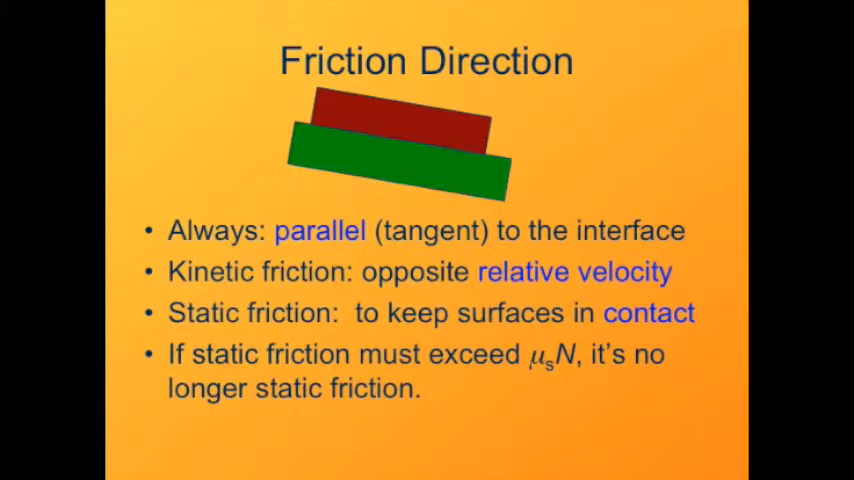 Friction Direction
• Always: parallel (tangent) to the interface
• Kinetic friction: opposite relative velocity
• Static friction:  to keep surfaces in contact
• If static friction must exceed μsN, it's no
longer static friction.